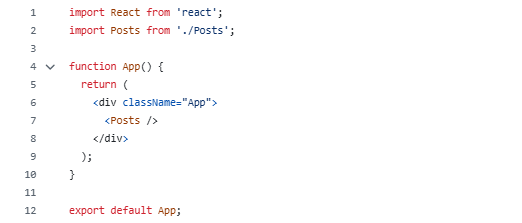 1 import React from 'react';
2 import Posts from './Posts';
3
4 function App() {
5   return (
6     <div className="App">
7       <Posts />
8     </div>
9   );
10 }
11
12 export default App;